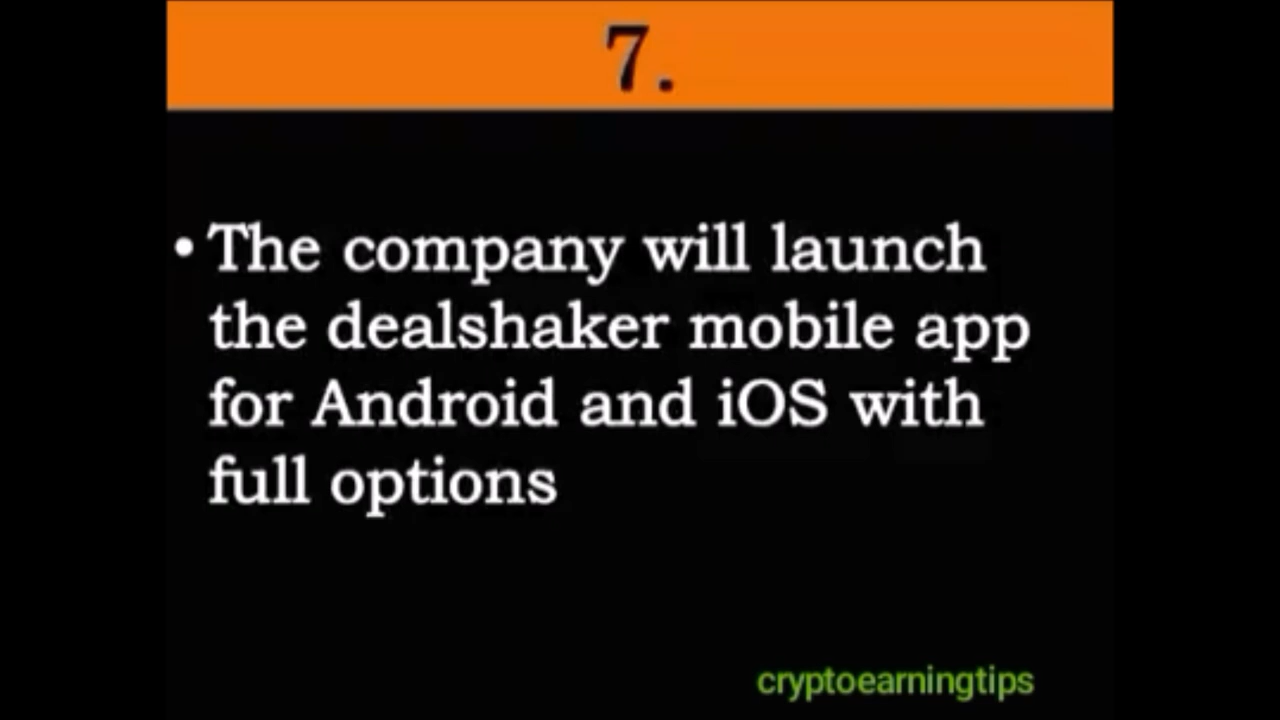 7.
• The company will launch
the dealshaker mobile app
for Android and iOS with
full options
cryptoearningtips